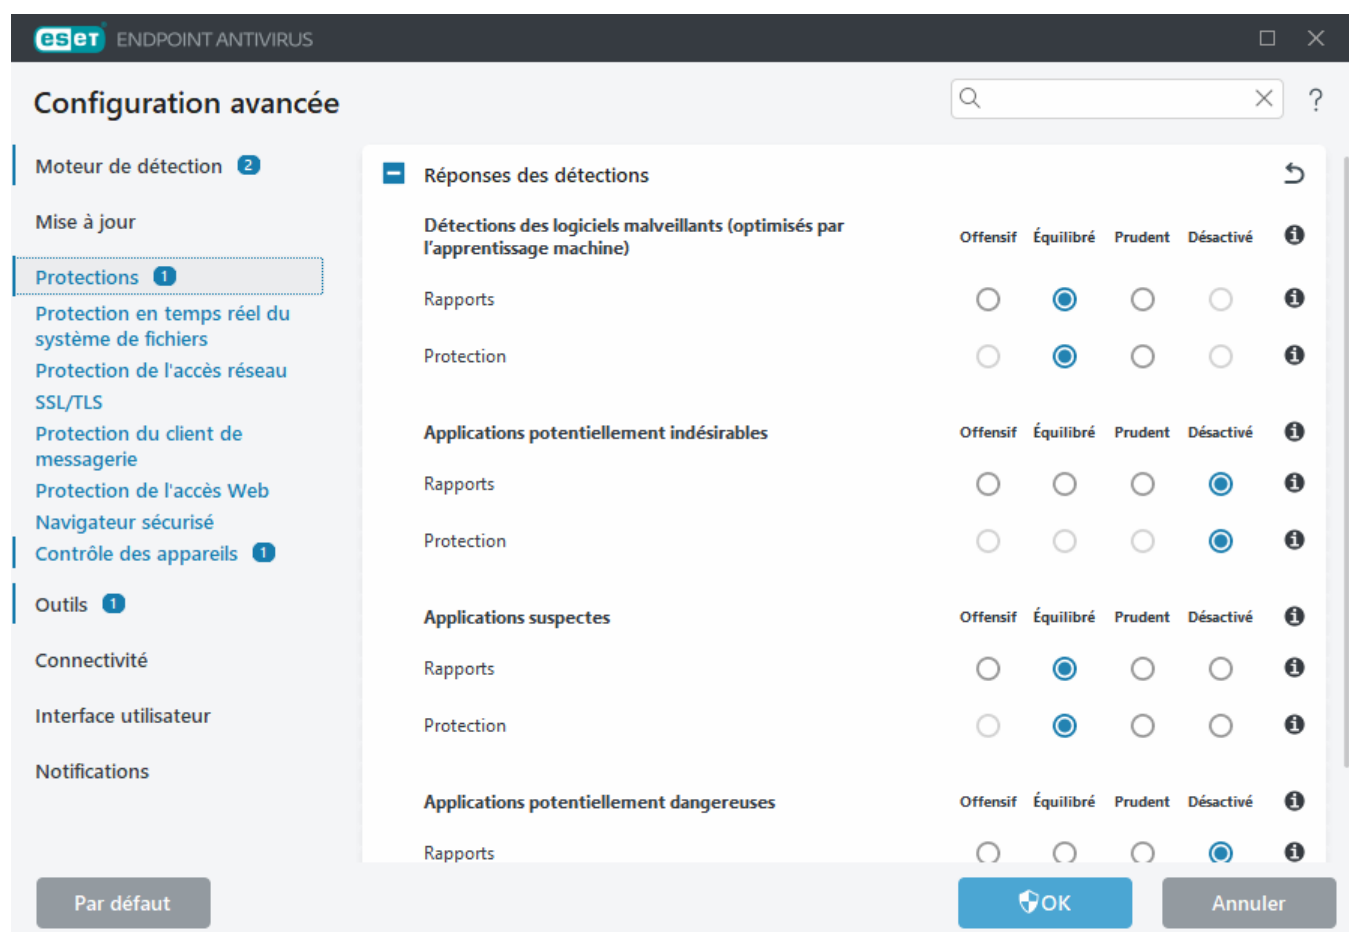 eset ENDPOINT ANTIVIRUS
Configuration avancée
?
Moteur de détection 2
Mise à jour
Protections 1
Protection en temps réel du
système de fichiers
Protection de l'accès réseau
SSL/TLS
Protection du client de
messagerie
Protection de l'accès Web
Navigateur sécurisé
Contrôle des appareils 1
Outils 1
Connectivité
Interface utilisateur
Notifications
Réponses des détections
Détections des logiciels malveillants (optimisés par
l'apprentissage machine)
Offensif Équilibré Prudent Désactivé
Rapports
Protection
Applications potentiellement indésirables Offensif Équilibré Prudent Désactivé
Rapports
Protection
Applications suspectes Offensif Équilibré Prudent Désactivé
Rapports
Protection
Applications potentiellement dangereuses Offensif Équilibré Prudent Désactivé
Rapports
Par défaut OK Annuler